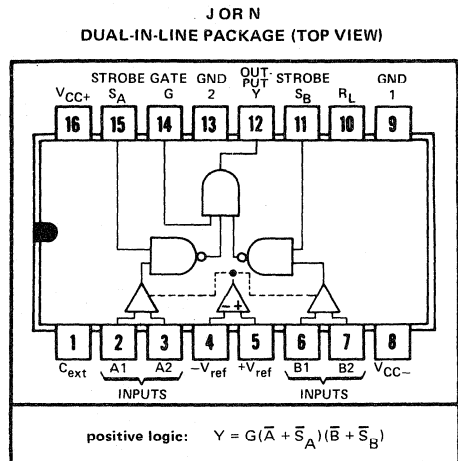 J OR N
DUAL-IN-LINE PACKAGE (TOP VIEW)
STROBE GATE GND OUT- STROBE GND
PUT
VCC+ SA G 2 Y SB RL 1
16 15 14 13 12 11 10 9
- +
1 2 3 4 5 6 7 8
Cext A1 A2 −Vref +Vref B1 B2 VCC−
INPUTS INPUTS
positive logic: Y = G(A̅ + S̅A)(B̅ + S̅B)